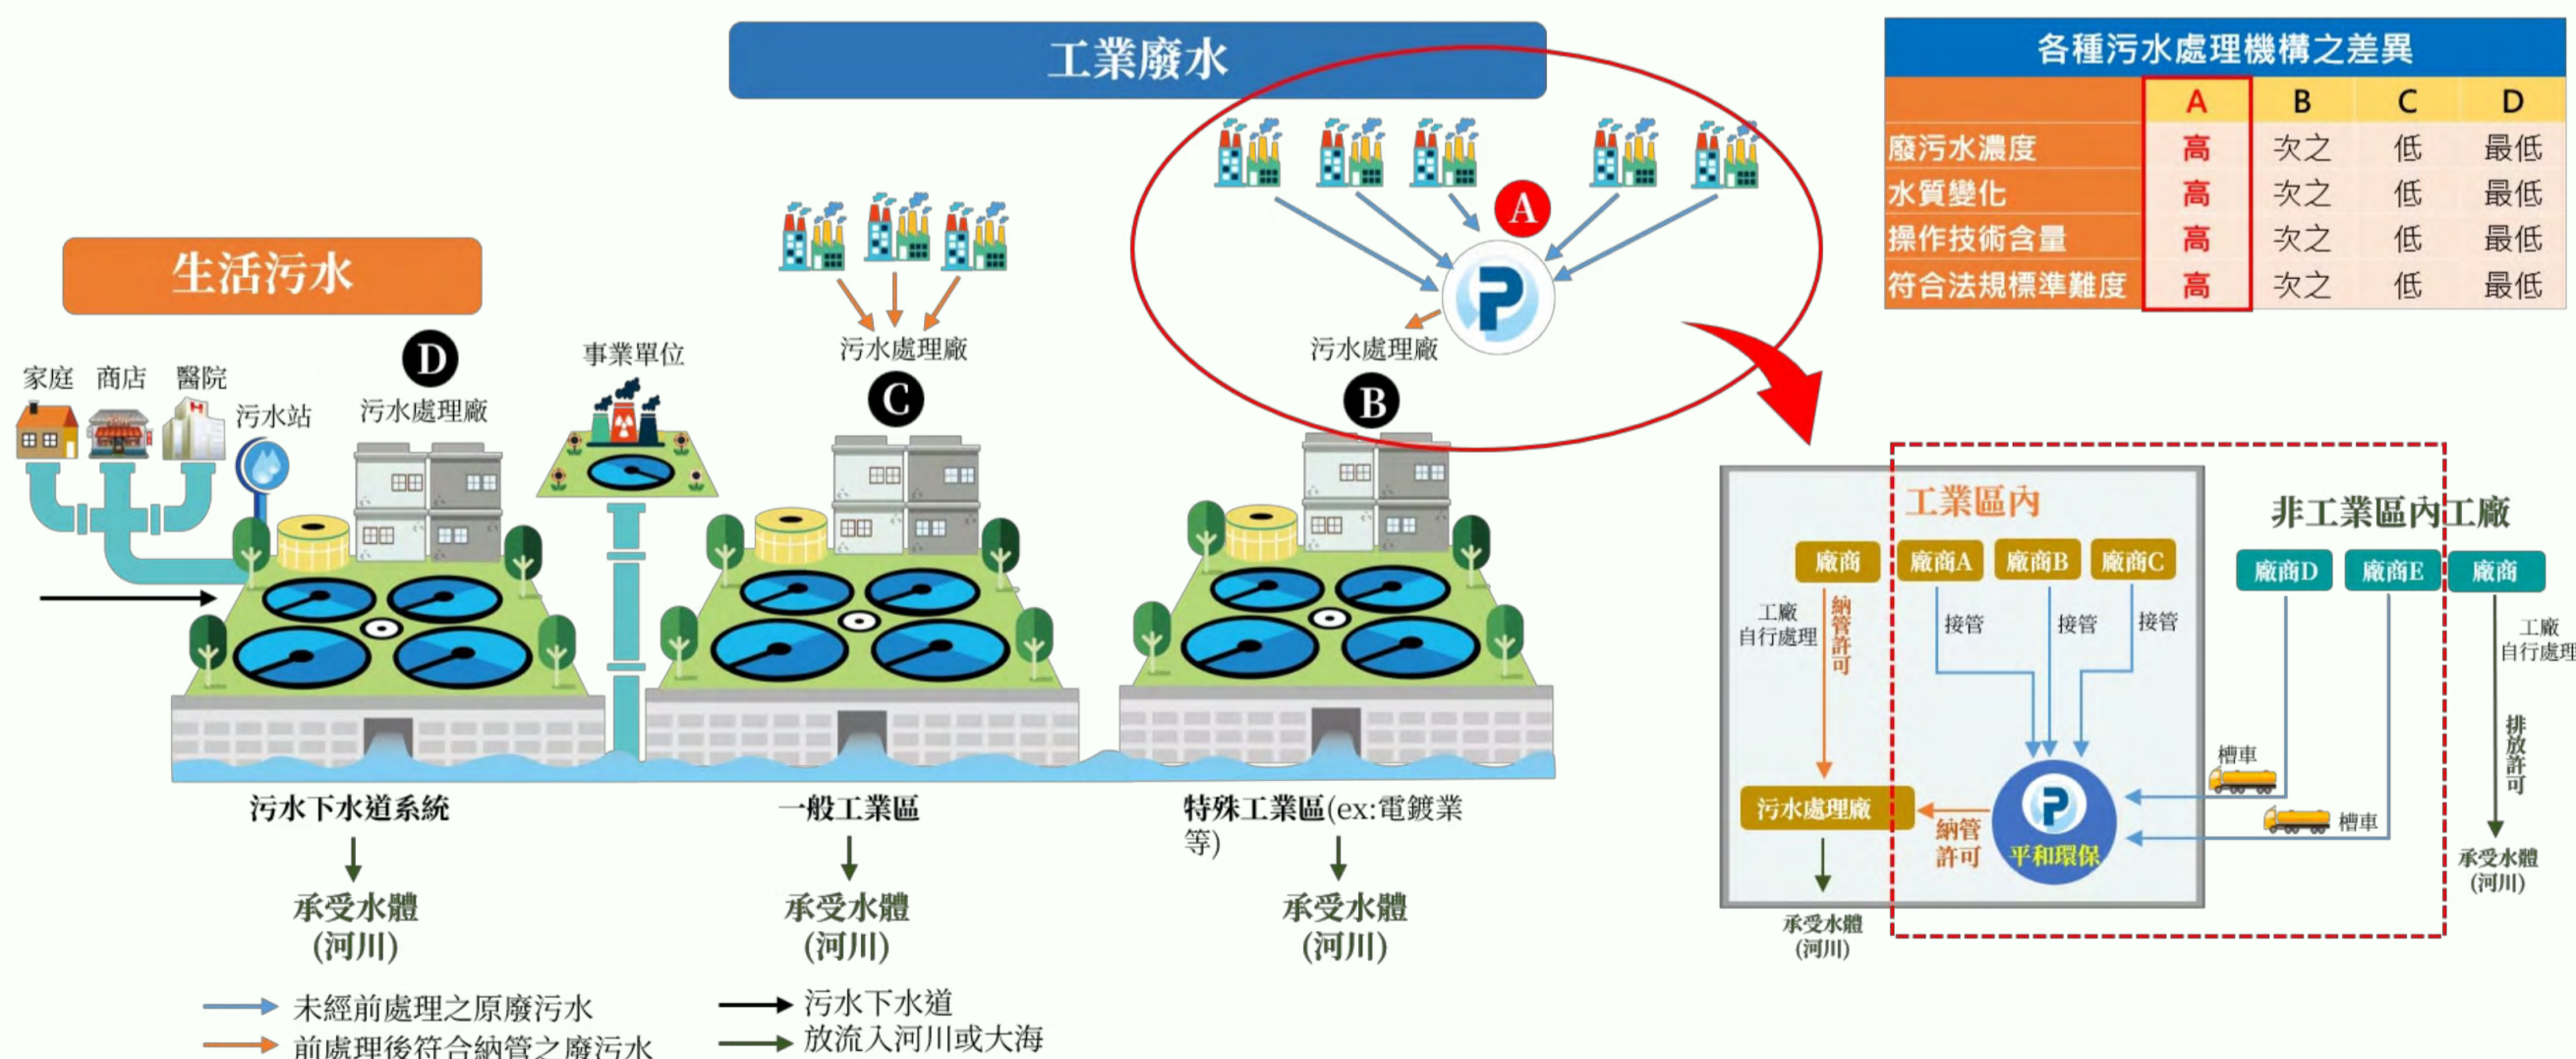 工業廢水
生活污水
家庭
商店
醫院
污水站
D
污水處理廠
事業單位
污水處理廠
C
A
P
污水處理廠
B
污水下水道系統
承受水體
(河川)
一般工業區
承受水體
(河川)
特殊工業區(ex:電鍍業
等)
承受水體
(河川)
未經前處理之原廢污水
前處理後符合納管之廢污水
污水下水道
放流入河川或大海
各種污水處理機構之差異
A B C D
廢污水濃度 高 次之 低 最低
水質變化 高 次之 低 最低
操作技術含量 高 次之 低 最低
符合法規標準難度 高 次之 低 最低
工業區內
廠商
廠商A
廠商B
廠商C
工廠
自行處理
納管許可
接管
接管
接管
污水處理廠
納管
許可
P
平和環保
承受水體
(河川)
非工業區內工廠
廠商D
廠商E
廠商
槽車
槽車
工廠
自行處理
排放許可
承受水體
(河川)